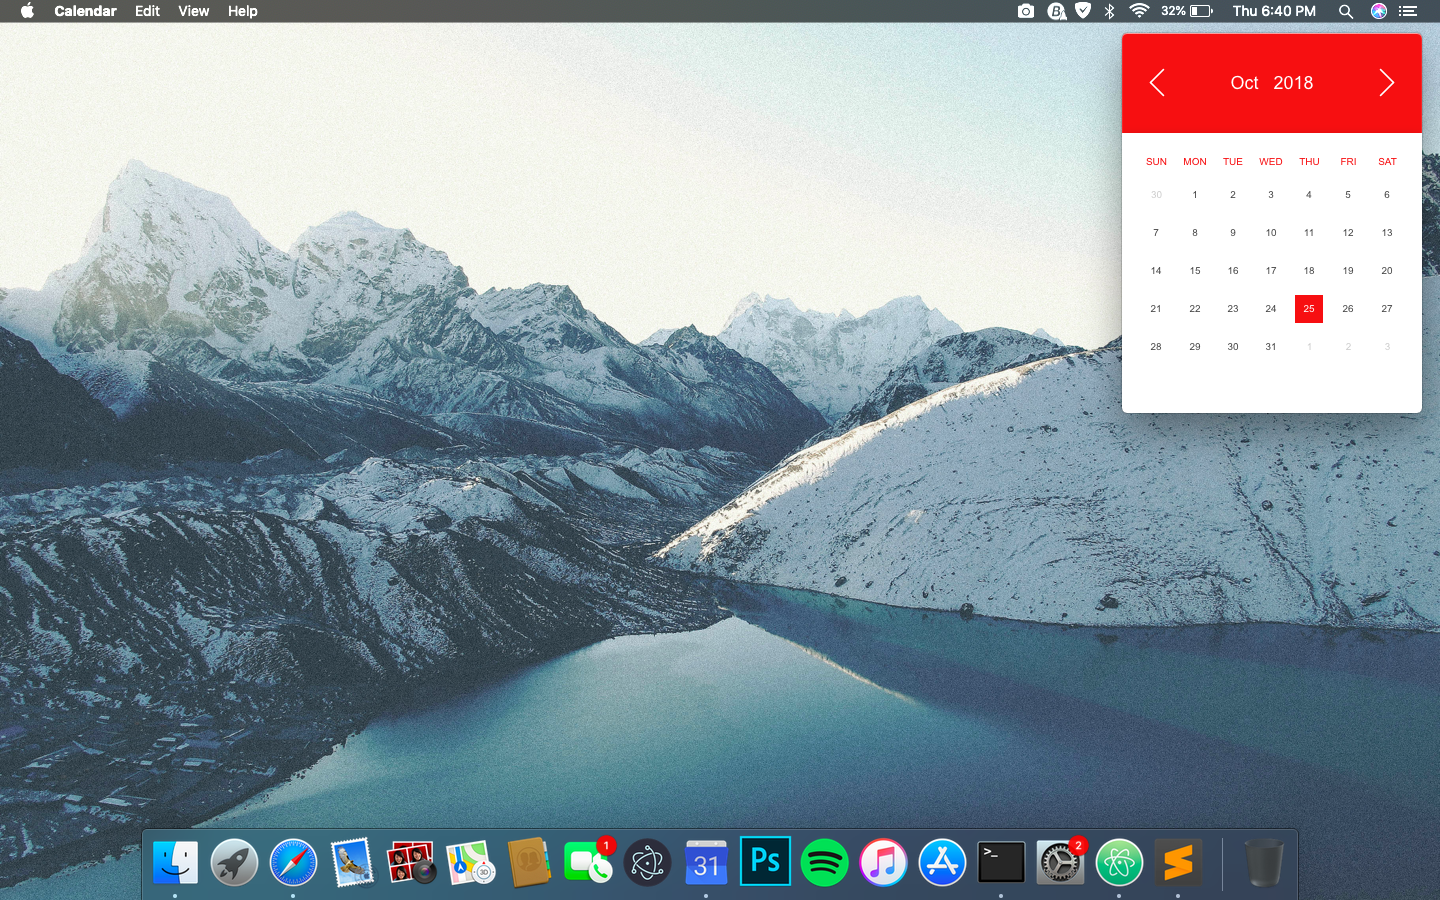 Calendar Edit View Help 32% Thu 6:40 PM
Oct 2018
SUN MON TUE WED THU FRI SAT
30 1 2 3 4 5 6
7 8 9 10 11 12 13
14 15 16 17 18 19 20
21 22 23 24 25 26 27
28 29 30 31 1 2 3
1
31
Ps
>_
2
3D